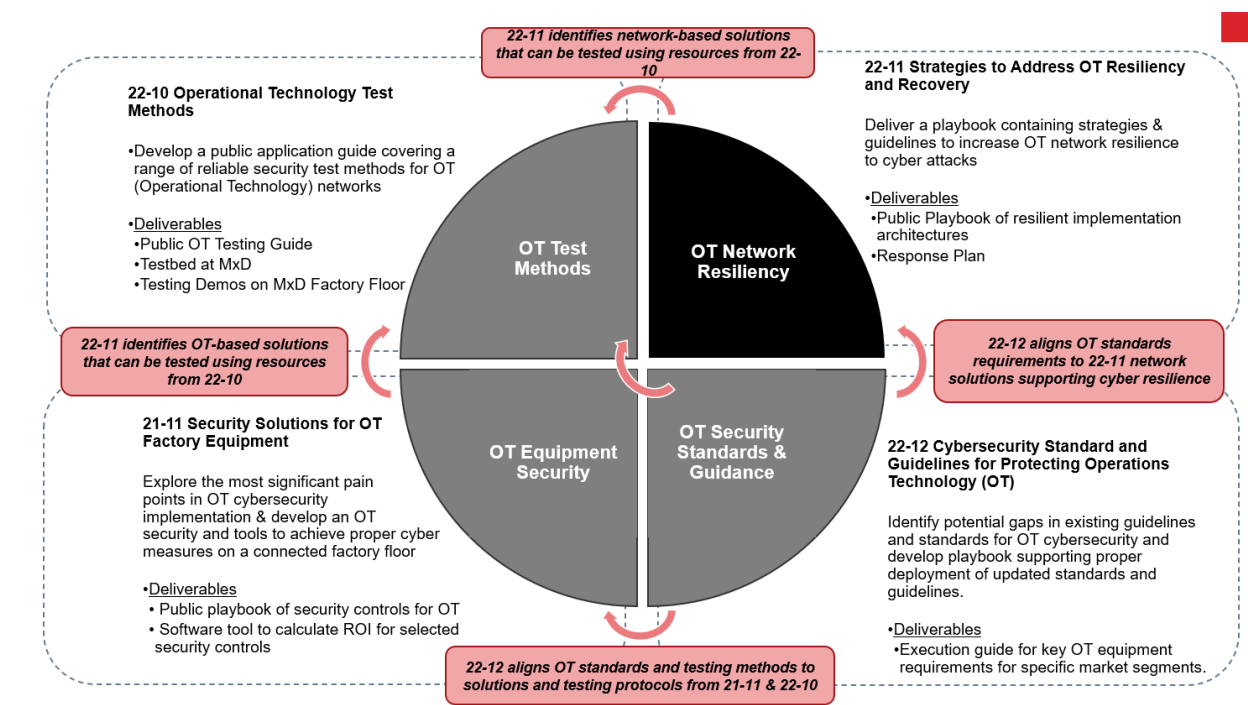 22-11 identifies network-based solutions
that can be tested using resources from 22-
10
22-10 Operational Technology Test
Methods
•Develop a public application guide covering a
range of reliable security test methods for OT
(Operational Technology) networks
•Deliverables
•Public OT Testing Guide
•Testbed at MxD
•Testing Demos on MxD Factory Floor
22-11 Strategies to Address OT Resiliency
and Recovery
Deliver a playbook containing strategies &
guidelines to increase OT network resilience
to cyber attacks
•Deliverables
•Public Playbook of resilient implementation
architectures
•Response Plan
OT Test
Methods
OT Network
Resiliency
22-11 identifies OT-based solutions
that can be tested using resources
from 22-10
22-12 aligns OT standards
requirements to 22-11 network
solutions supporting cyber resilience
OT Equipment
Security
OT Security
Standards &
Guidance
21-11 Security Solutions for OT
Factory Equipment
Explore the most significant pain
points in OT cybersecurity
implementation & develop an OT
security and tools to achieve proper cyber
measures on a connected factory floor
•Deliverables
• Public playbook of security controls for OT
• Software tool to calculate ROI for selected
security controls
22-12 Cybersecurity Standard and
Guidelines for Protecting Operations
Technology (OT)
Identify potential gaps in existing guidelines
and standards for OT cybersecurity and
develop playbook supporting proper
deployment of updated standards and
guidelines.
•Deliverables
•Execution guide for key OT equipment
requirements for specific market segments.
22-12 aligns OT standards and testing methods to
solutions and testing protocols from 21-11 & 22-10